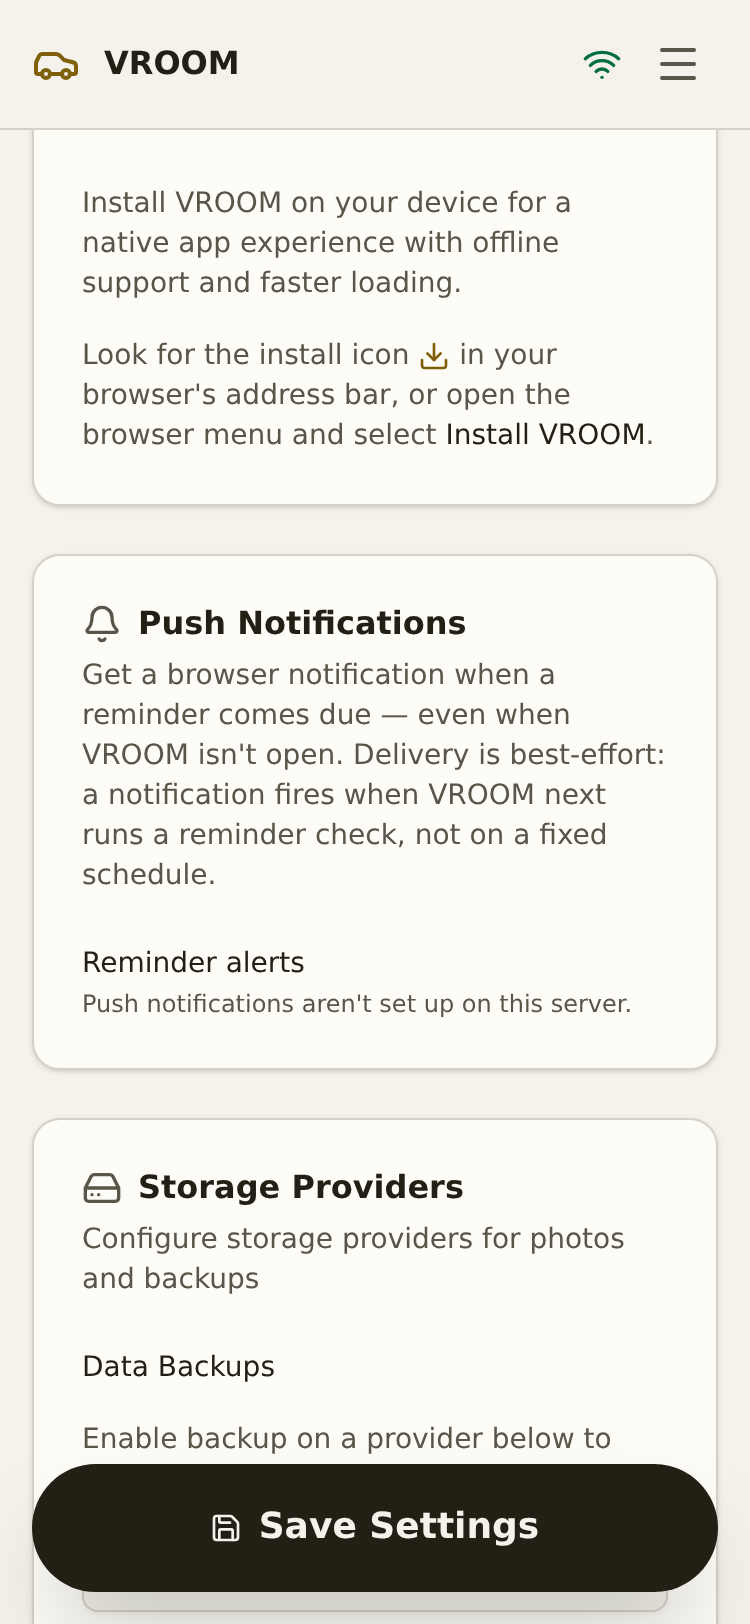 VROOM
Install VROOM on your device for a
native app experience with offline
support and faster loading.
Look for the install icon in your
browser's address bar, or open the
browser menu and select Install VROOM.
Push Notifications
Get a browser notification when a
reminder comes due — even when
VROOM isn't open. Delivery is best-effort:
a notification fires when VROOM next
runs a reminder check, not on a fixed
schedule.
Reminder alerts
Push notifications aren't set up on this server.
Storage Providers
Configure storage providers for photos
and backups
Data Backups
Enable backup on a provider below to
Save Settings